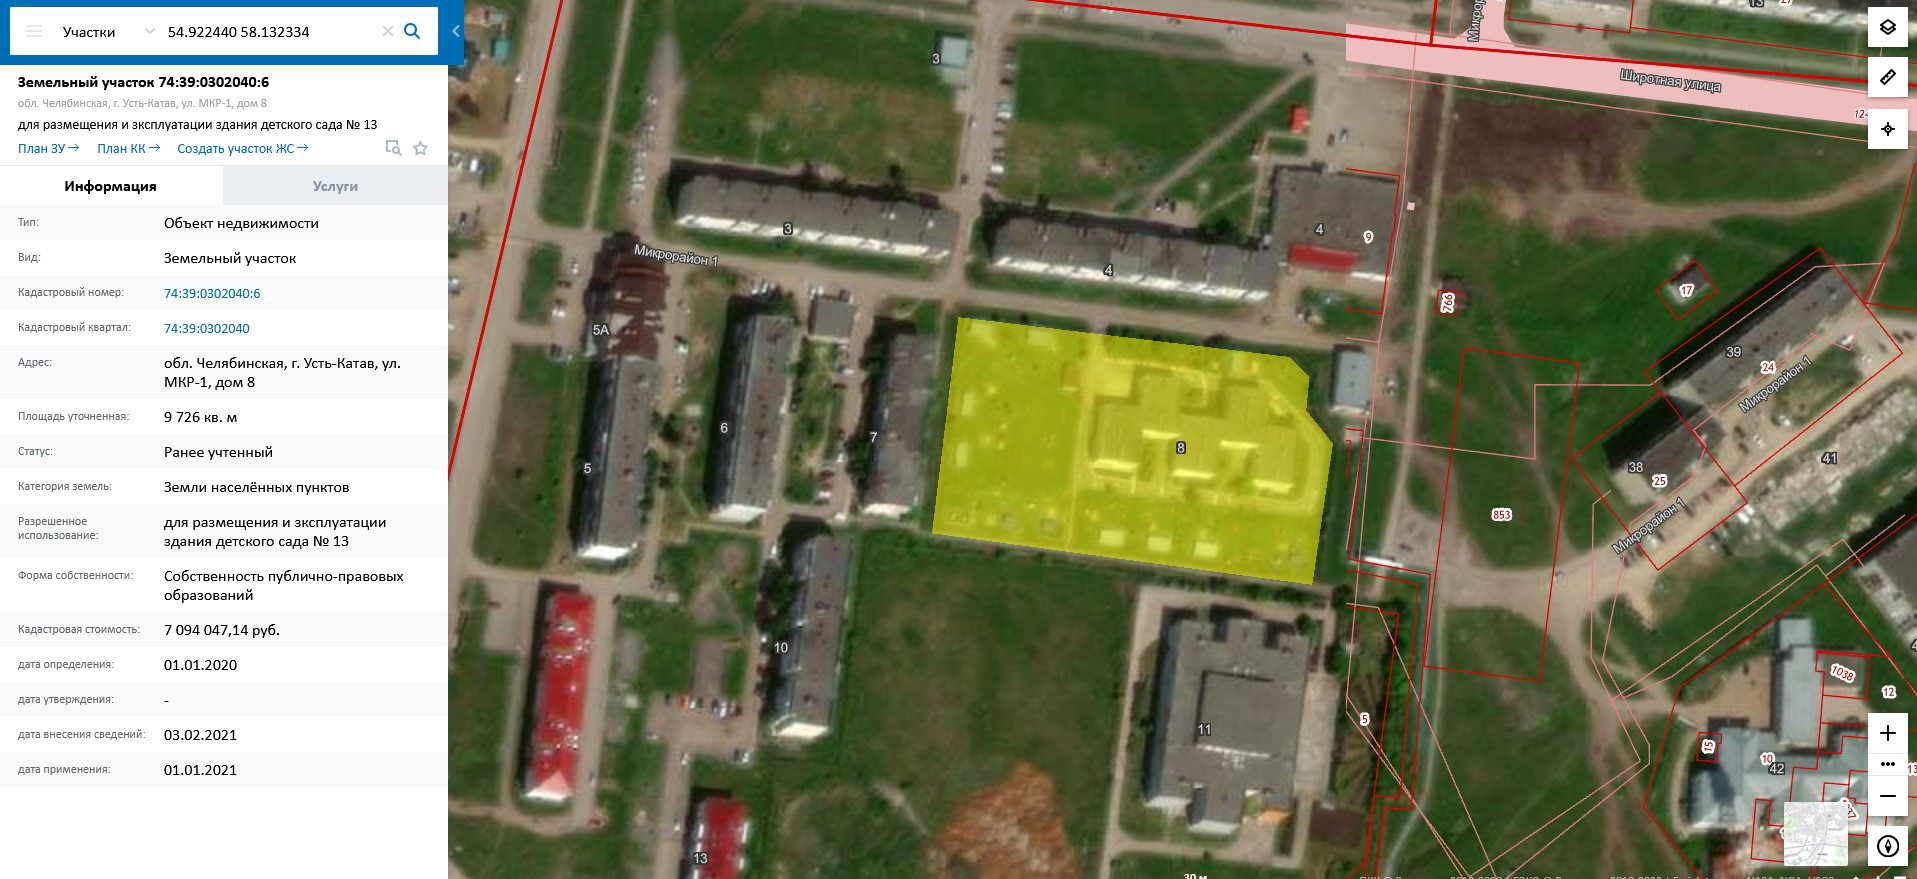 Участки
54.922440 58.132334
Земельный участок 74:39:0302040:6
обл. Челябинская, г. Усть-Катав, ул. МКР-1, дом 8
для размещения и эксплуатации здания детского сада № 13
План ЗУ → План КК → Создать участок ЖС →
Информация Услуги
Тип: Объект недвижимости
Вид: Земельный участок
Кадастровый номер: 74:39:0302040:6
Кадастровый квартал: 74:39:0302040
Адрес: обл. Челябинская, г. Усть-Катав, ул.
МКР-1, дом 8
Площадь уточненная: 9 726 кв. м
Статус: Ранее учтенный
Категория земель: Земли населённых пунктов
Разрешенное
использование:
для размещения и эксплуатации
здания детского сада № 13
Форма собственности: Собственность публично-правовых
образований
Кадастровая стоимость: 7 094 047,14 руб.
дата определения: 01.01.2020
дата утверждения: -
дата внесения сведений: 03.02.2021
дата применения: 01.01.2021
3
Широтная улица
3
4
9
Микрорайон 1
4
17
766
5А
39
24
Микрорайон 1
6
7
8
5
38
25
41
853
Микрорайон 1
10
11
5
1038
12
15
10
42
13
30 м